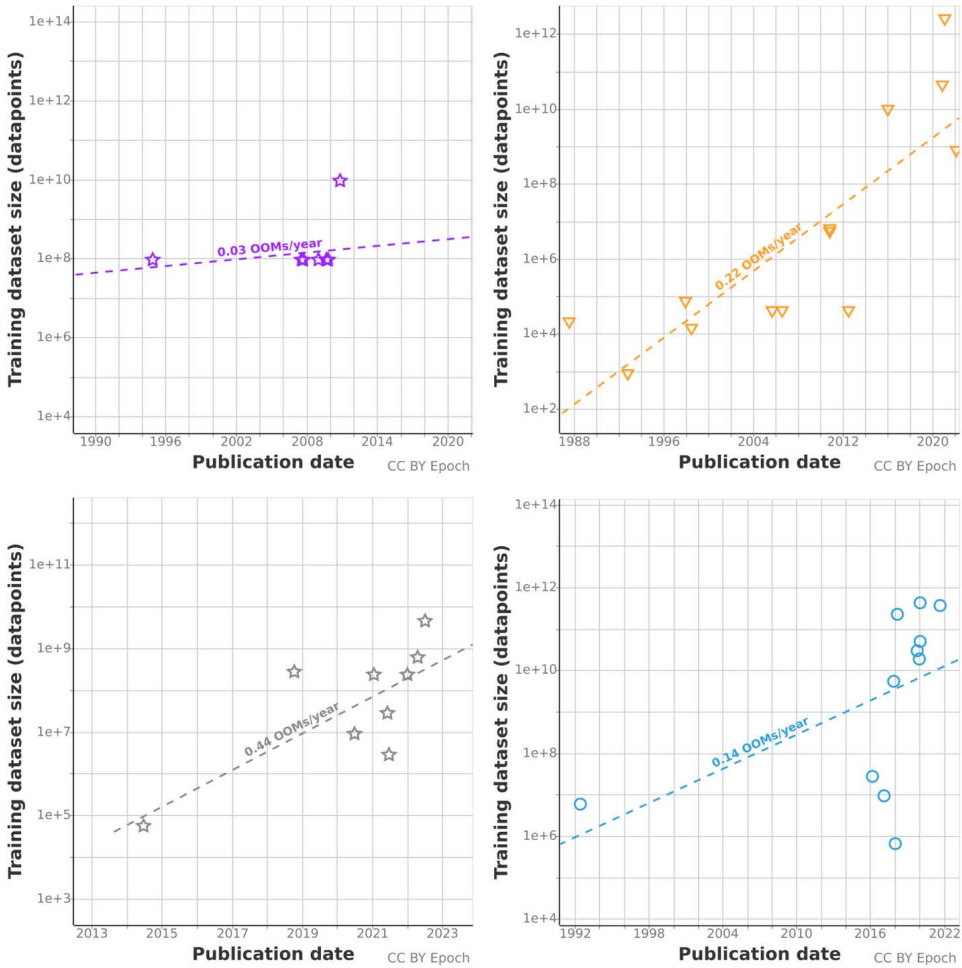 Training dataset size (datapoints)
1e+14
1e+12
1e+10
1e+8
1e+6
1e+4
0.03 OOMs/year
1990 1996 2002 2008 2014 2020
Publication date
CC BY Epoch
Training dataset size (datapoints)
1e+12
1e+10
1e+8
1e+6
1e+4
1e+2
0.22 OOMs/year
1988 1996 2004 2012 2020
Publication date
CC BY Epoch
Training dataset size (datapoints)
1e+11
1e+9
1e+7
1e+5
1e+3
0.44 OOMs/year
2013 2015 2017 2019 2021 2023
Publication date
CC BY Epoch
Training dataset size (datapoints)
1e+14
1e+12
1e+10
1e+8
1e+6
1e+4
0.14 OOMs/year
1992 1998 2004 2010 2016 2022
Publication date
CC BY Epoch